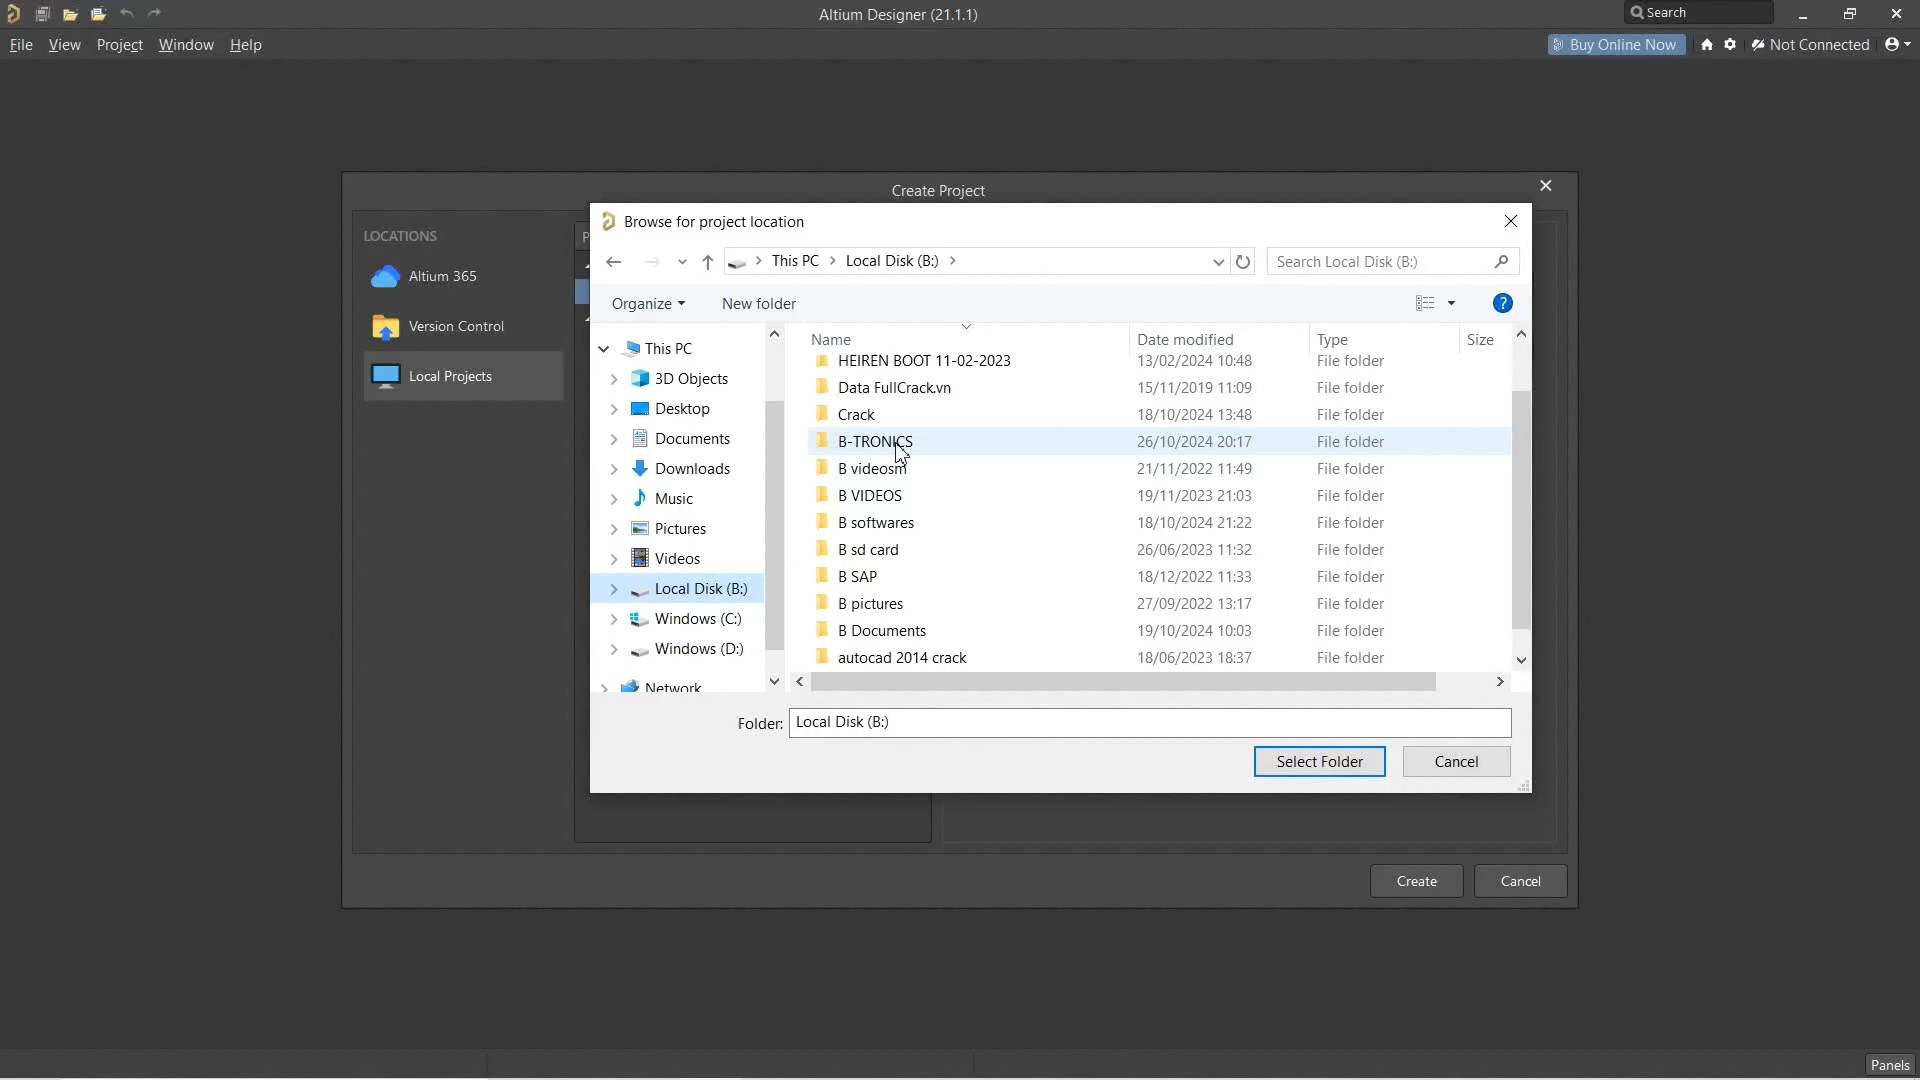 Altium Designer (21.1.1)
Search
File View Project Window Help
Buy Online Now
Not Connected
Create Project
LOCATIONS
Altium 365
Version Control
Local Projects
P
Browse for project location
This PC
Local Disk (B:)
Search Local Disk (B:)
Organize
New folder
?
This PC
3D Objects
Desktop
Documents
Downloads
Music
Pictures
Videos
Local Disk (B:)
Windows (C:)
Windows (D:)
Network
Name Date modified Type Size
HEIREN BOOT 11-02-2023 13/02/2024 10:48 File folder
Data FullCrack.vn 15/11/2019 11:09 File folder
Crack 18/10/2024 13:48 File folder
B-TRONICS 26/10/2024 20:17 File folder
B videosm 21/11/2022 11:49 File folder
B VIDEOS 19/11/2023 21:03 File folder
B softwares 18/10/2024 21:22 File folder
B sd card 26/06/2023 11:32 File folder
B SAP 18/12/2022 11:33 File folder
B pictures 27/09/2022 13:17 File folder
B Documents 19/10/2024 10:03 File folder
autocad 2014 crack 18/06/2023 18:37 File folder
Folder: Local Disk (B:)
Select Folder
Cancel
Create
Cancel
Panels